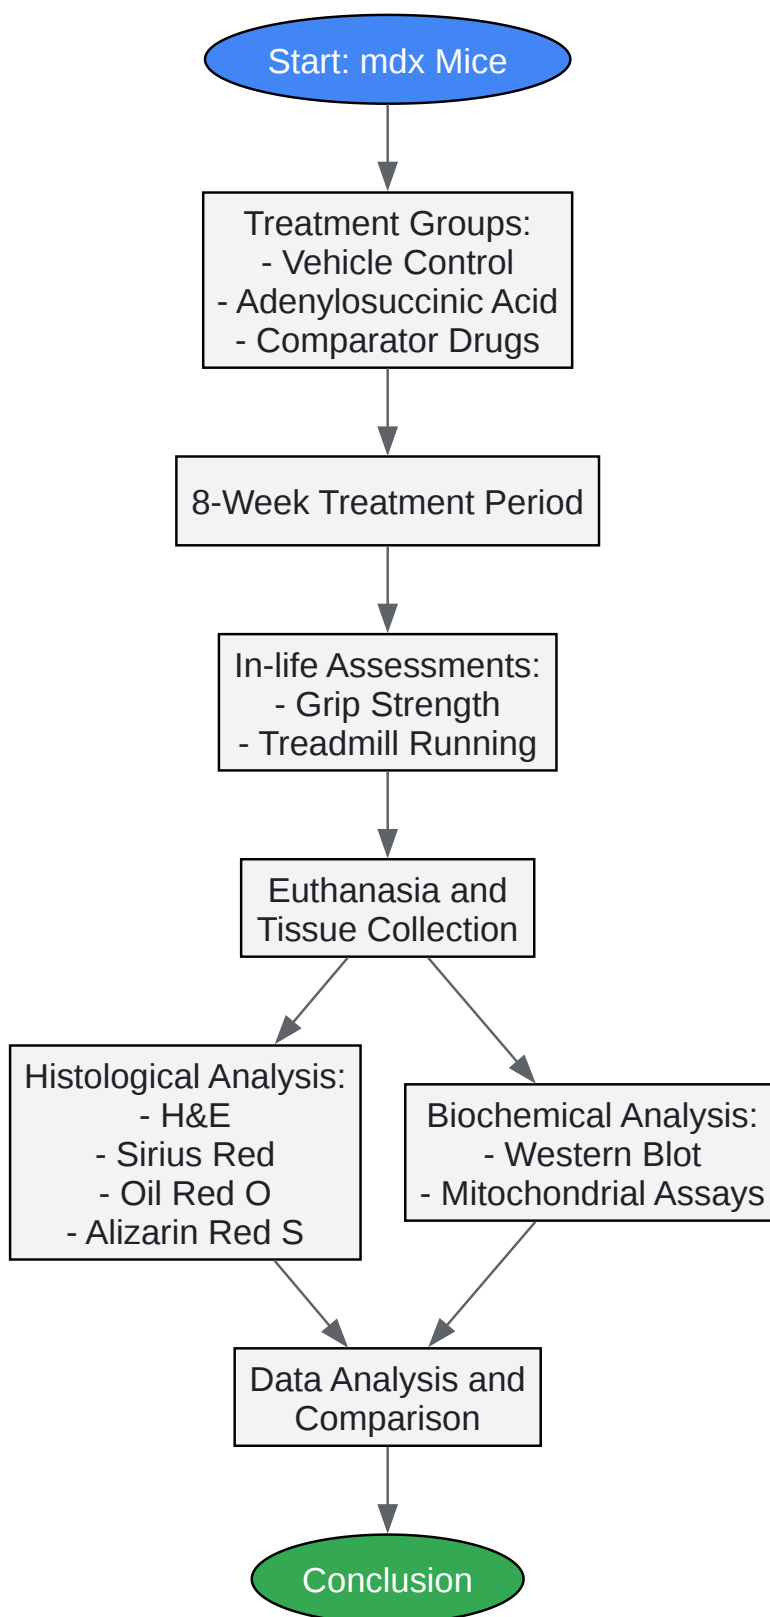 Start: mdx Mice
Treatment Groups:
- Vehicle Control
- Adenylosuccinic Acid
- Comparator Drugs
8-Week Treatment Period
In-life Assessments:
- Grip Strength
- Treadmill Running
Euthanasia and
Tissue Collection
Histological Analysis:
- H&E
- Sirius Red
- Oil Red O
- Alizarin Red S
Biochemical Analysis:
- Western Blot
- Mitochondrial Assays
Data Analysis and
Comparison
Conclusion